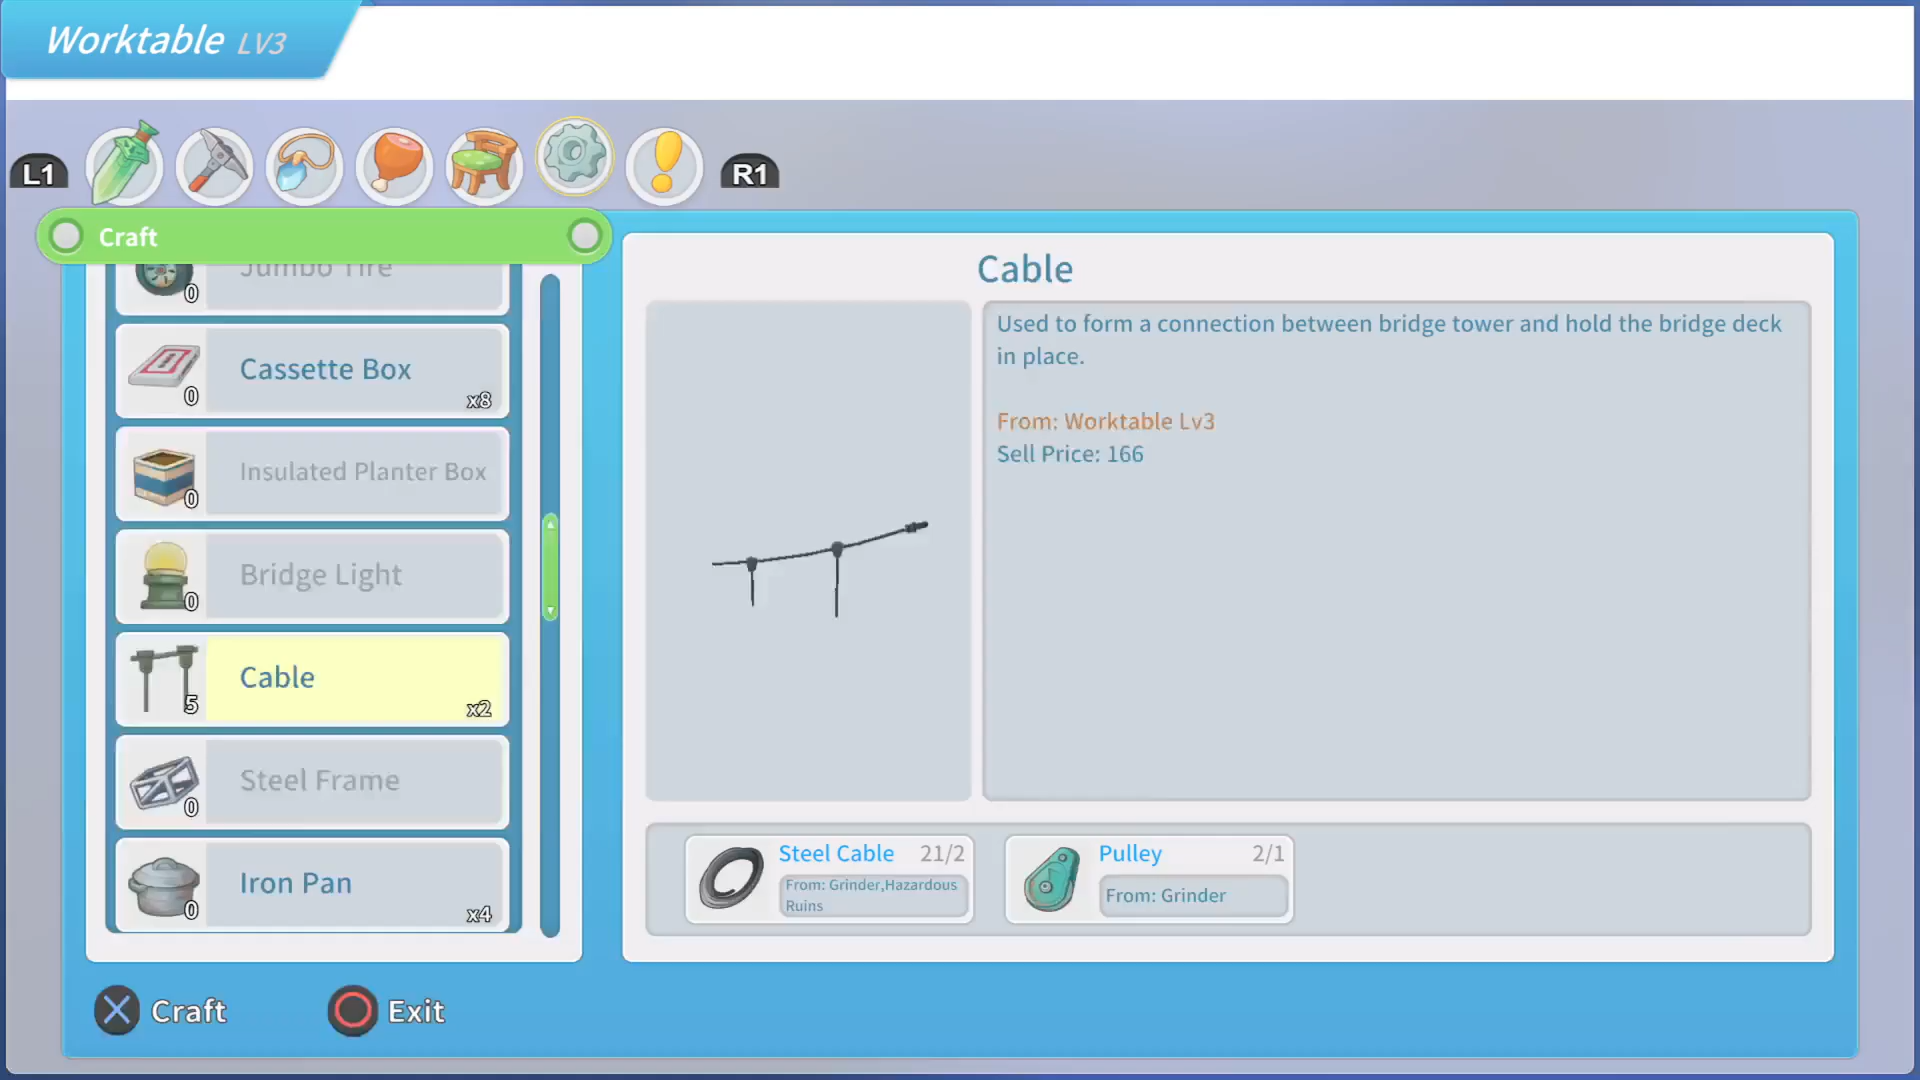 Worktable LV3
L1
R1
Craft
Jumbo Tire
0
Cassette Box
0
x8
Insulated Planter Box
0
Bridge Light
0
Cable
5
x2
Steel Frame
0
Iron Pan
0
x4
Cable
Used to form a connection between bridge tower and hold the bridge deck
in place.
From: Worktable Lv3
Sell Price: 166
Steel Cable 21/2
From: Grinder,Hazardous
Ruins
Pulley 2/1
From: Grinder
Craft
Exit